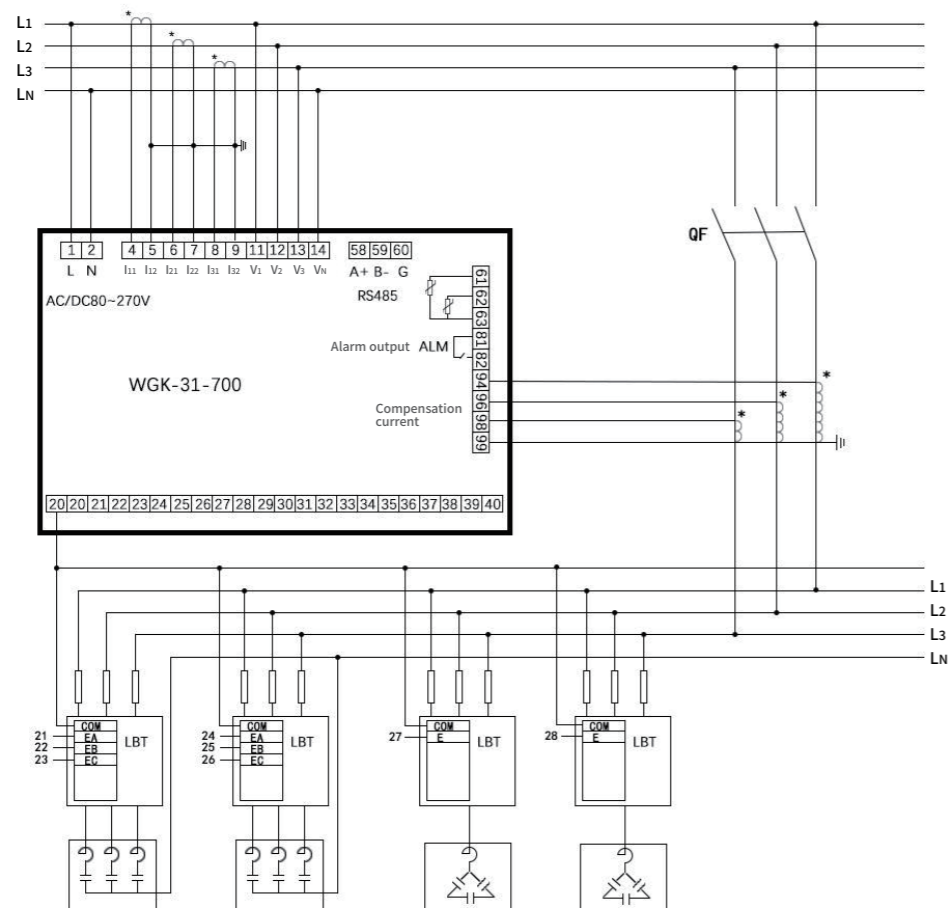 L1
L2
L3
LN
*
*
*
1 2 4 5 6 7 8 9 11 12 13 14 58 59 60
L N I11 I12 I21 I22 I31 I32 V1 V2 V3 VN A+ B- G
RS485
AC/DC80~270V
61
62
63
81
82
94
96
98
99
Alarm output ALM
WGK-31-700
Compensation
current
QF
*
*
*
20 20 21 22 23 24 25 26 27 28 29 30 31 32 33 34 35 36 37 38 39 40
L1
L2
L3
LN
21
22
23
COM
EA
EB
EC
LBT
24
25
26
COM
EA
EB
EC
LBT
27
COM
E
LBT
28
COM
E
LBT